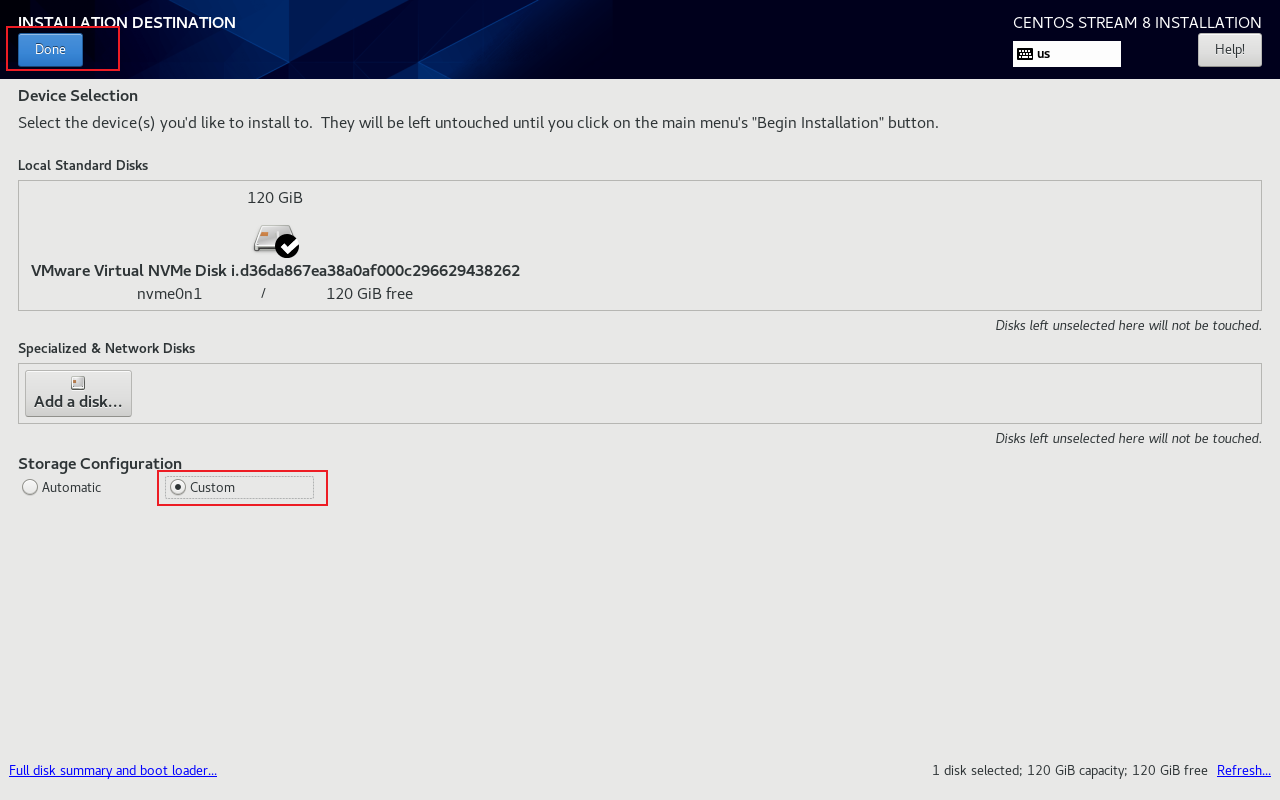 INSTALLATION DESTINATION
CENTOS STREAM 8 INSTALLATION
Done
us
Help!
Device Selection
Select the device(s) you'd like to install to.  They will be left untouched until you click on the main menu's "Begin Installation" button.
Local Standard Disks
120 GiB
VMware Virtual NVMe Disk i.d36da867ea38a0af000c296629438262
nvme0n1 / 120 GiB free
Disks left unselected here will not be touched.
Specialized & Network Disks
Add a disk...
Disks left unselected here will not be touched.
Storage Configuration
Automatic Custom
Full disk summary and boot loader...
1 disk selected; 120 GiB capacity; 120 GiB free Refresh...